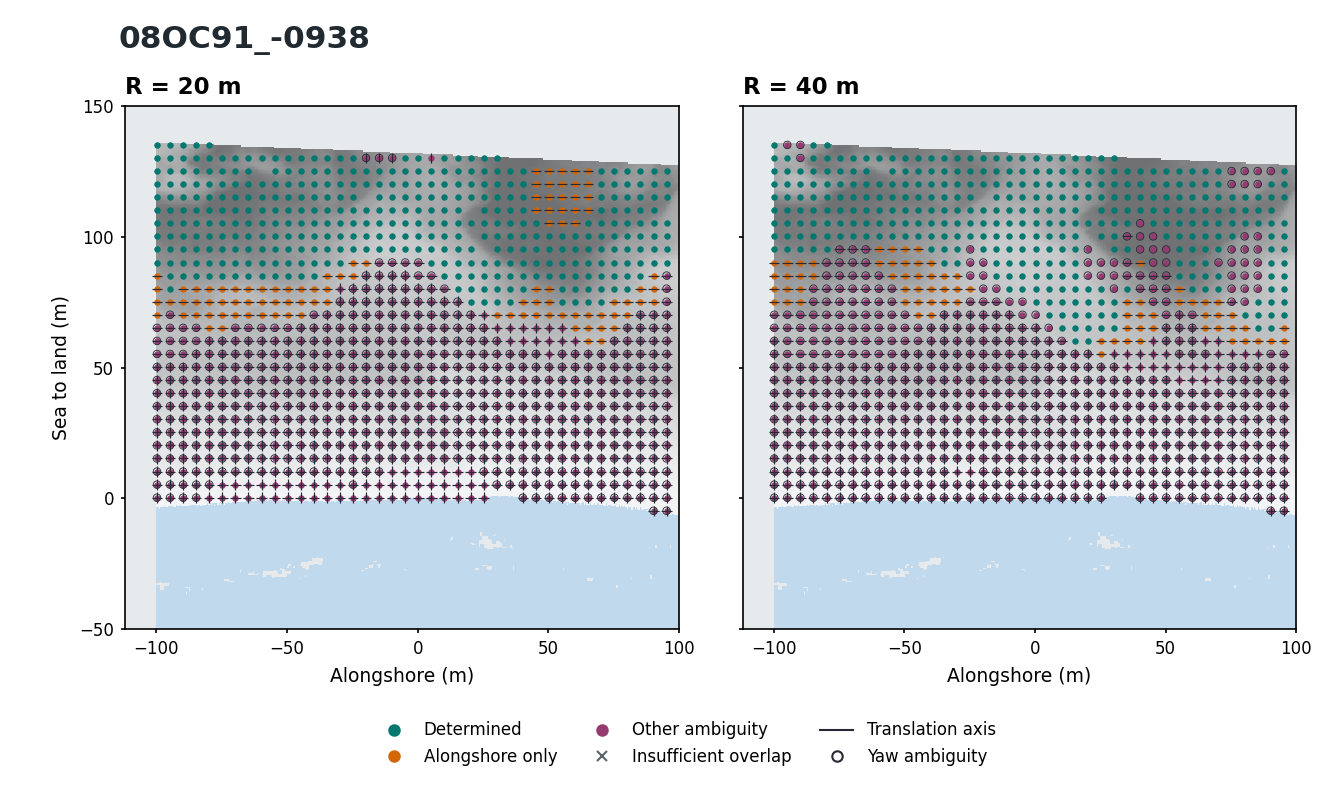 08OC91_-0938
R = 20 m
R = 40 m
150
100
50
0
−50
Sea to land (m)
−100
−50
0
50
100
−100
−50
0
50
100
Alongshore (m)
Alongshore (m)
Determined
Other ambiguity
Translation axis
Alongshore only
Insufficient overlap
Yaw ambiguity